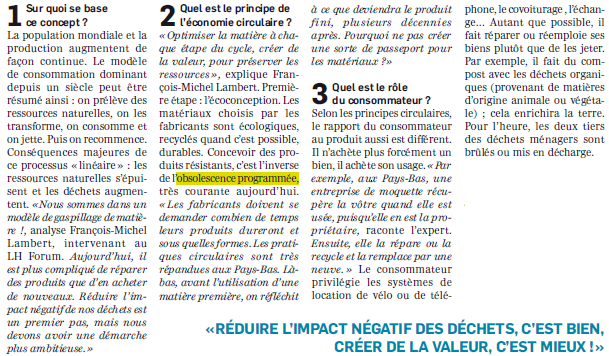 1 Sur quoi se base
ce concept ?
La population mondiale et la
production augmentent de
façon continue. Le modèle
de consommation dominant
depuis un siècle peut être
résumé ainsi : on prélève des
ressources naturelles, on les
transforme, on consomme et
on jette. Puis on recommence.
Conséquences majeures de
ce processus « linéaire » : les
ressources naturelles s'épui-
sent et les déchets augmen-
tent. « Nous sommes dans un
modèle de gaspillage de matiè-
re !, analyse François-Michel
Lambert, intervenant au
LH Forum. Aujourd'hui, il
est plus compliqué de réparer
des produits que d'en acheter
de nouveaux. Réduire l'im-
pact négatif de nos déchets est
un premier pas, mais nous
devons avoir une démarche
plus ambitieuse. »
2 Quel est le principe de
l'économie circulaire ?
« Optimiser la matière à cha-
que étape du cycle, créer de
la valeur, pour préserver les
ressources », explique Fran-
çois-Michel Lambert. Premiè-
re étape : l'écoconception. Les
matériaux choisis par les
fabricants sont écologiques,
recyclés quand c'est possible,
durables. Concevoir des pro-
duits résistants, c'est l'inverse
de l'obsolescence programmée,
très courante aujourd'hui.
« Les fabricants doivent se
demander combien de temps
leurs produits dureront et
sous quelles formes. Les prati-
ques circulaires sont très
répandues aux Pays-Bas. Là-
bas, avant l'utilisation d'une
matière première, on réfléchit
à ce que deviendra le produit
fini, plusieurs décennies
après. Pourquoi ne pas créer
une sorte de passeport pour
les matériaux ? »
3 Quel est le rôle
du consommateur ?
Selon les principes circulaires,
le rapport du consommateur
au produit aussi est différent.
Il n'achète plus forcément un
bien, il achète son usage. « Par
exemple, aux Pays-Bas, une
entreprise de moquette récu-
père la vôtre quand elle est
usée, puisqu'elle en est la pro-
priétaire, raconte l'expert.
Ensuite, elle la répare ou la
recycle et la remplace par une
neuve. » Le consommateur
privilégie les systèmes de
location de vélo ou de télé-
phone, le covoiturage, l'échan-
ge... Autant que possible, il
fait réparer ou réemploie ses
biens plutôt que de les jeter.
Par exemple, il fait du com-
post avec les déchets organi-
ques (provenant de matières
d'origine animale ou végéta-
le) ; cela enrichira la terre.
Pour l'heure, les deux tiers
des déchets ménagers sont
brûlés ou mis en décharge.
« RÉDUIRE L'IMPACT NÉGATIF DES DÉCHETS, C'EST BIEN,
CRÉER DE LA VALEUR, C'EST MIEUX ! »